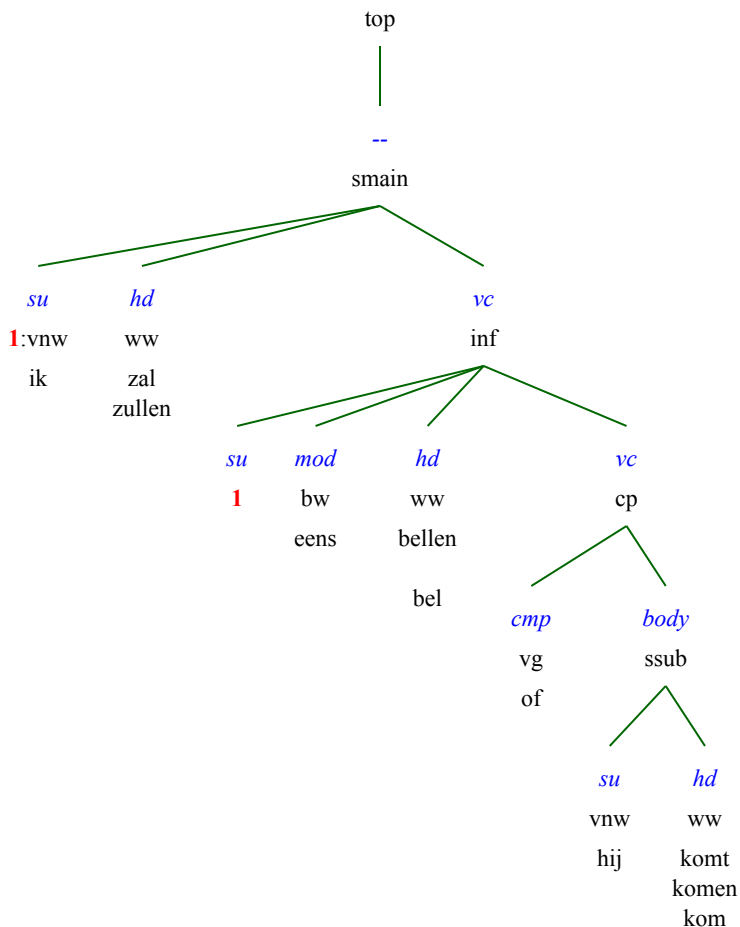 top
--
smain
su hd vc
1:vnw ww inf
ik zal
zullen
su mod hd vc
1 bw ww cp
eens bellen
bel
cmp body
vg ssub
of
su hd
vnw ww
hij komt
komen
kom